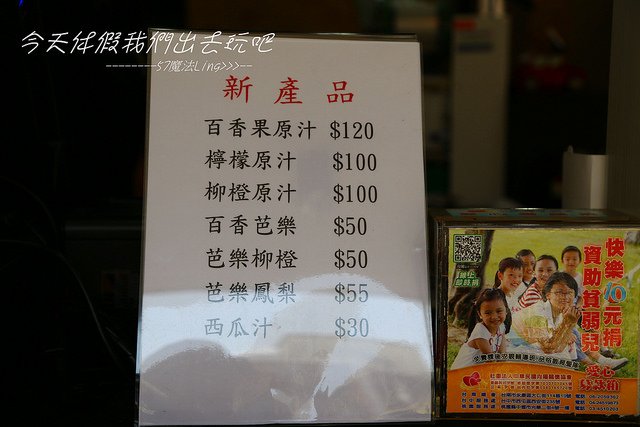 今天休假我們出去玩吧
--------57魔法Ling>>>--
新產品
百香果原汁 $120
檸檬原汁 $100
柳橙原汁 $100
百香芭樂 $50
芭樂柳橙 $50
芭樂鳳梨 $55
西瓜汁 $30
快樂10元捐
資助貧弱兒
愛心